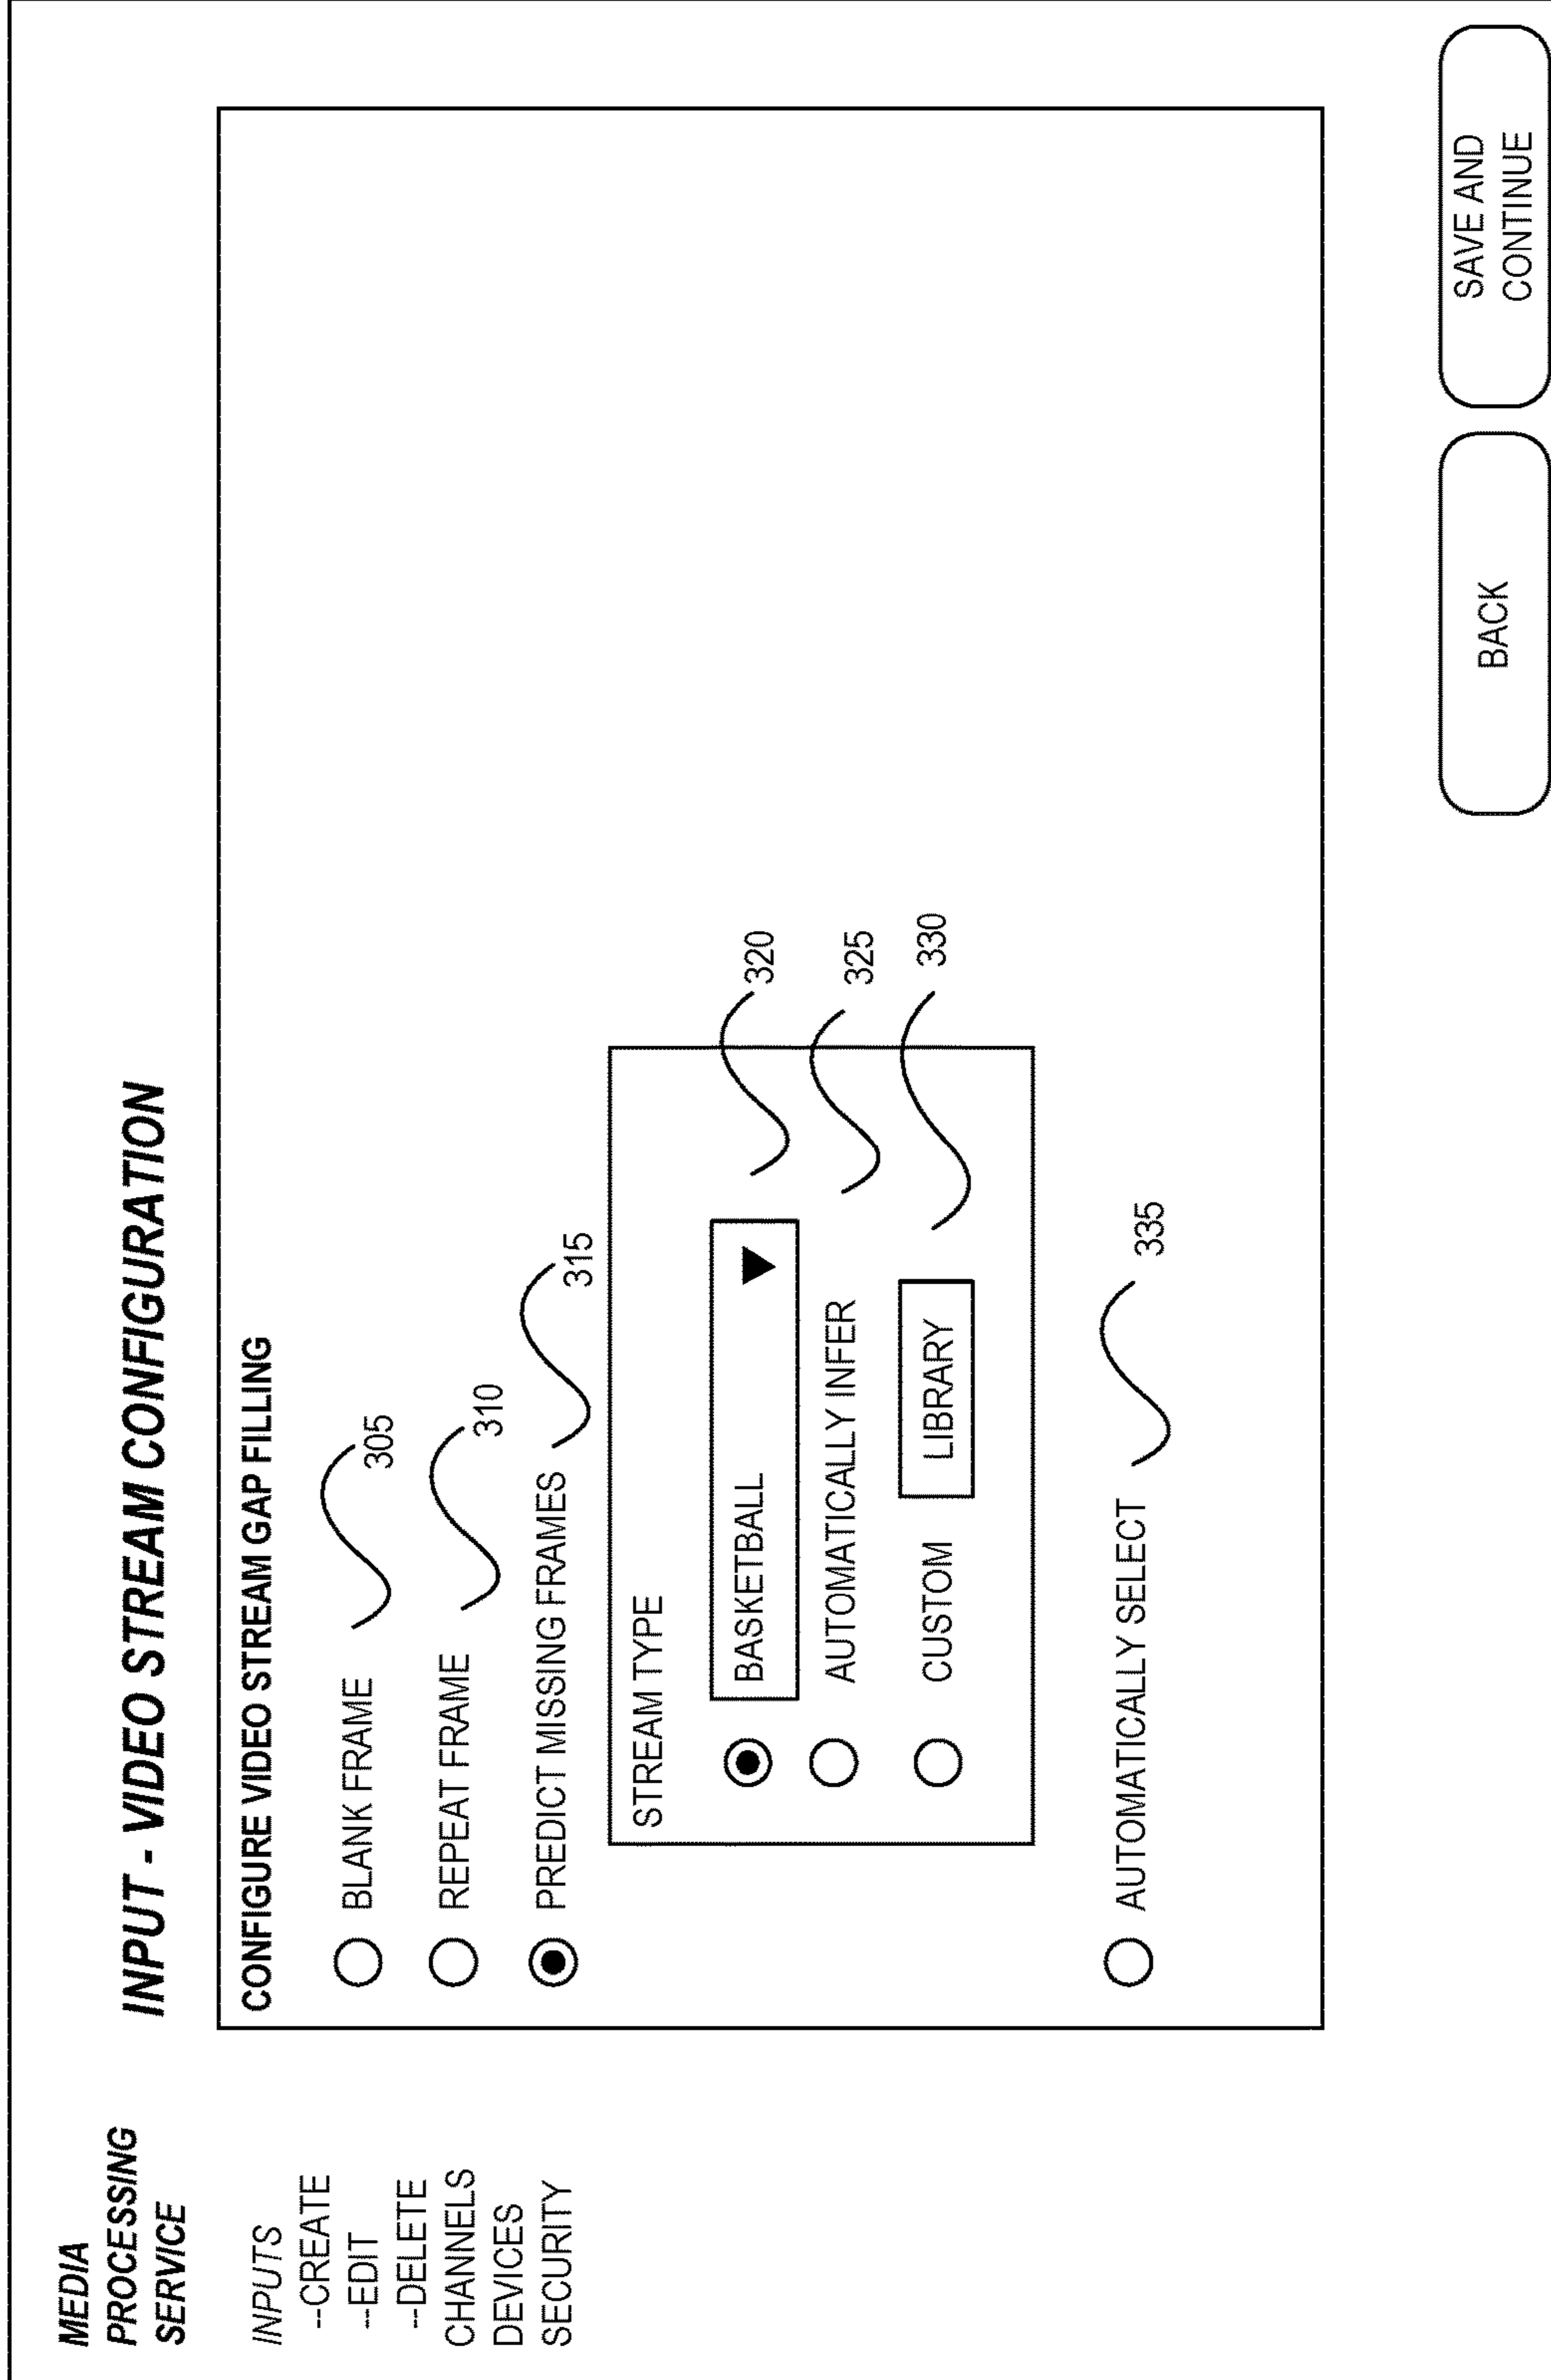 MEDIA
PROCESSING
SERVICE
INPUTS
--CREATE
--EDIT
--DELETE
CHANNELS
DEVICES
SECURITY
INPUT - VIDEO STREAM CONFIGURATION
CONFIGURE VIDEO STREAM GAP FILLING
BLANK FRAME 305
REPEAT FRAME 310
PREDICT MISSING FRAMES 315
STREAM TYPE
BASKETBALL 320
AUTOMATICALLY INFER 325
CUSTOM LIBRARY 330
AUTOMATICALLY SELECT 335
BACK
SAVE AND
CONTINUE